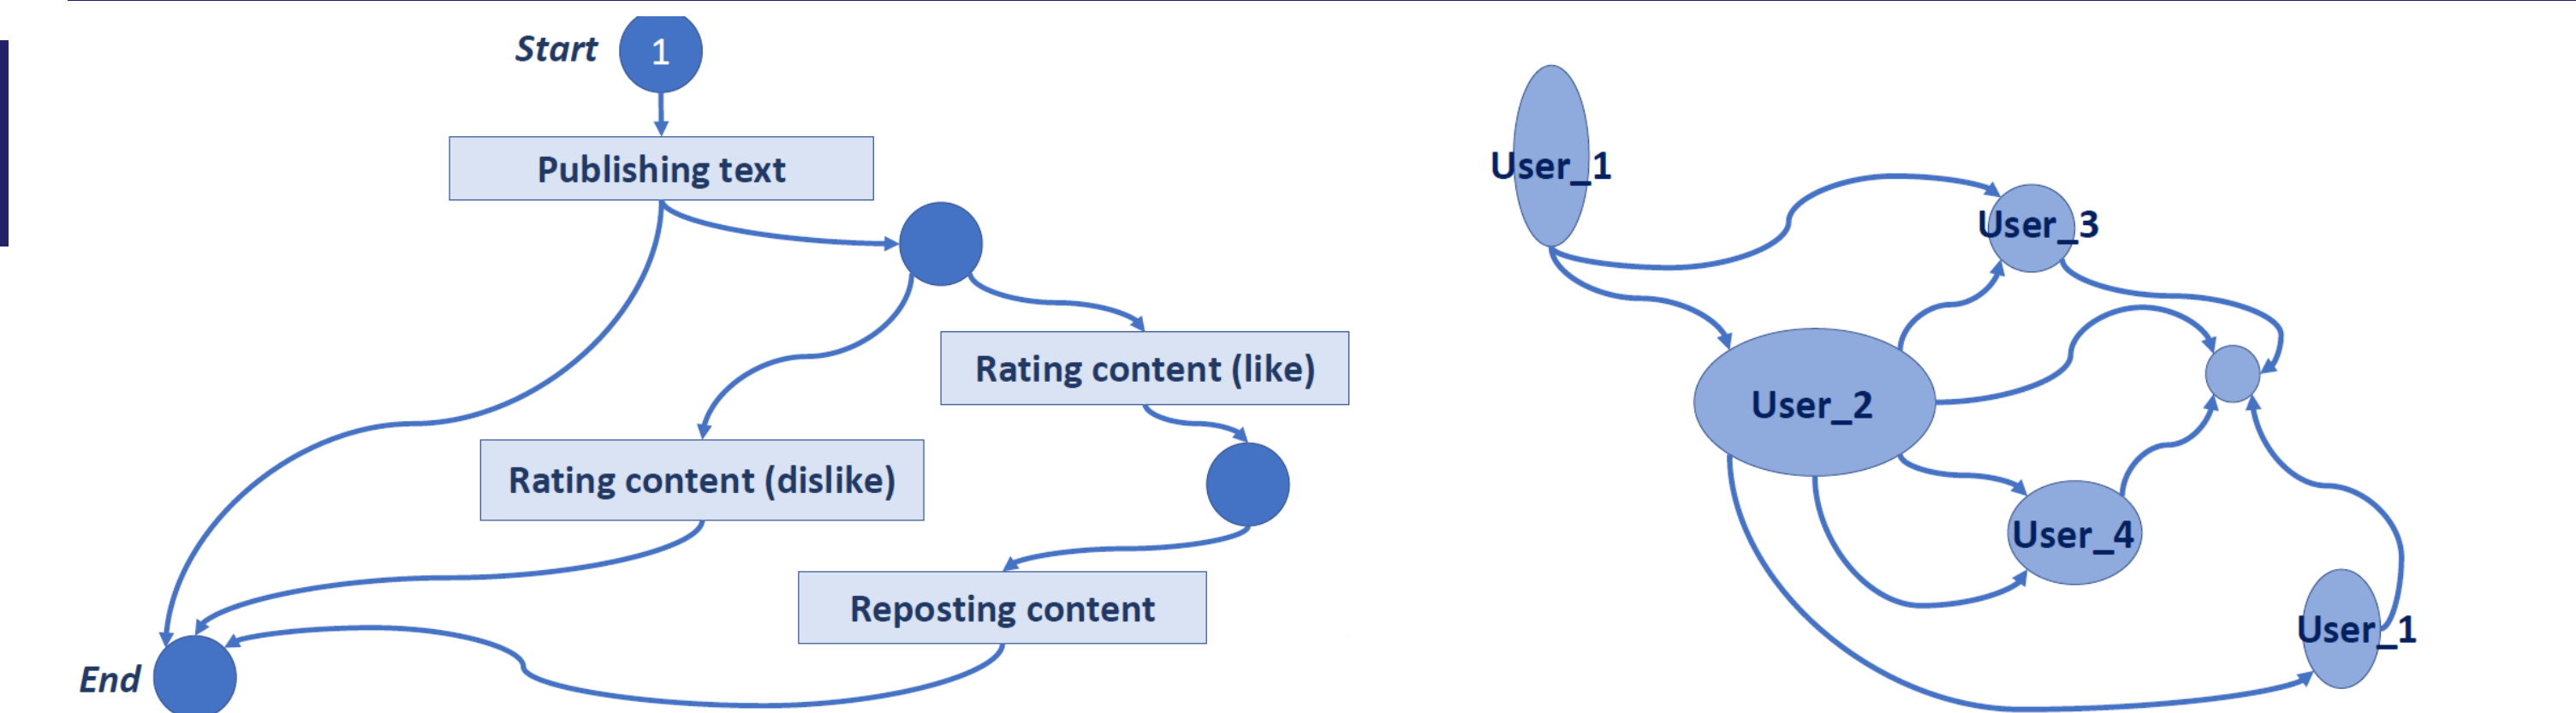 Start
1
Publishing text
Rating content (like)
Rating content (dislike)
Reposting content
End
User_1
User_3
User_2
User_4
User_1